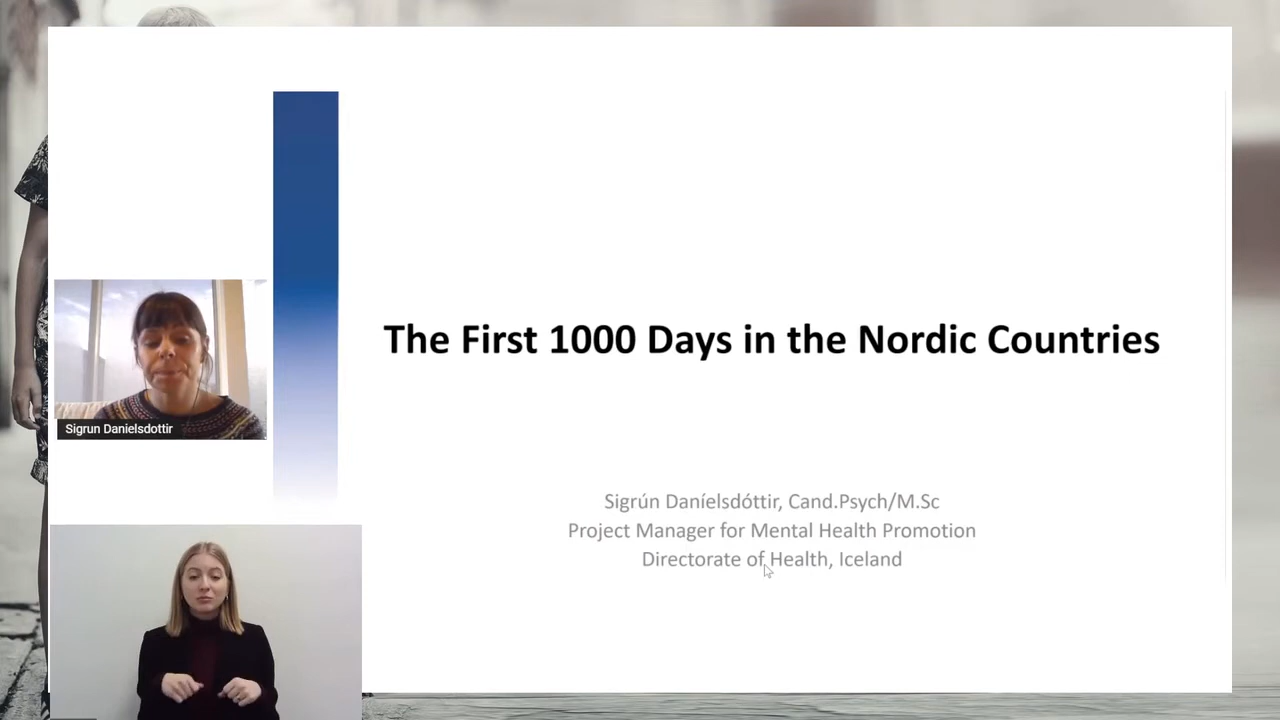 The First 1000 Days in the Nordic Countries
Sigrun Danielsdottir
Sigrún Daníelsdóttir, Cand.Psych/M.Sc
Project Manager for Mental Health Promotion
Directorate of Health, Iceland